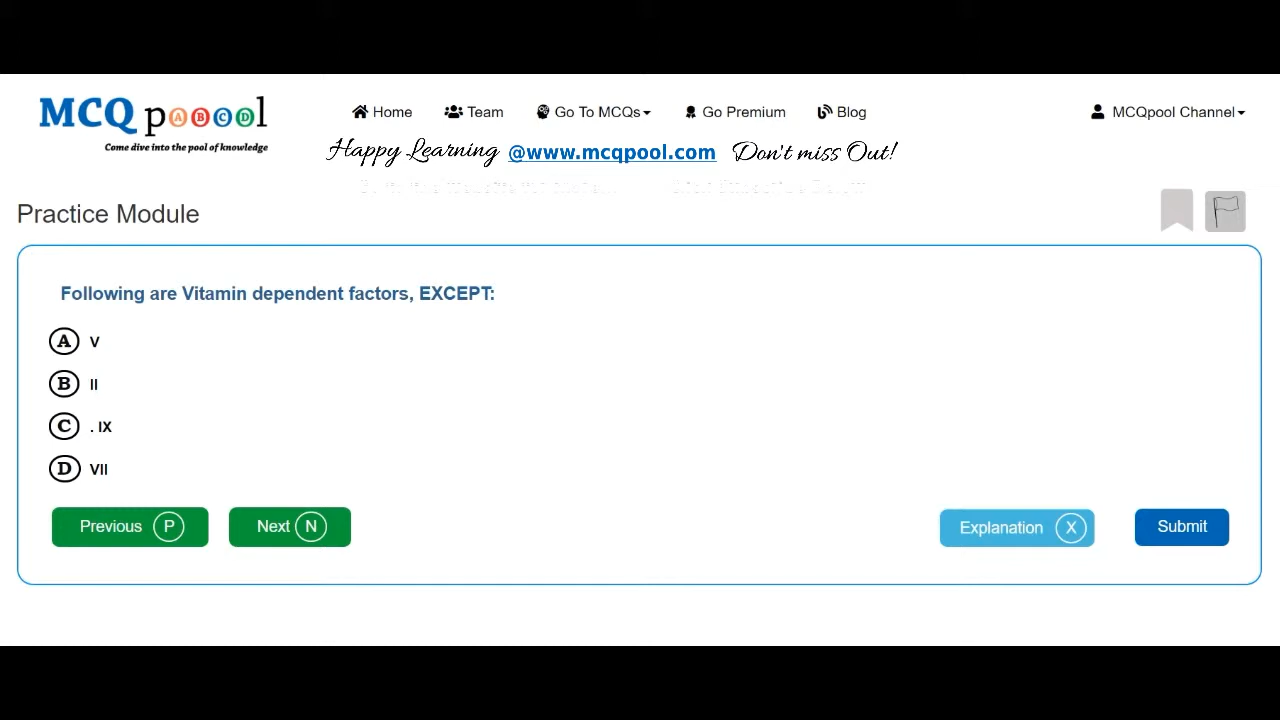 MCQ pABCDl
Come dive into the pool of knowledge
Home Team Go To MCQs Go Premium Blog MCQpool Channel
Happy Learning @www.mcqpool.com Don't miss Out!
Practice Module
Following are Vitamin dependent factors, EXCEPT:
A V
B II
C . IX
D VII
Previous P Next N Explanation X Submit